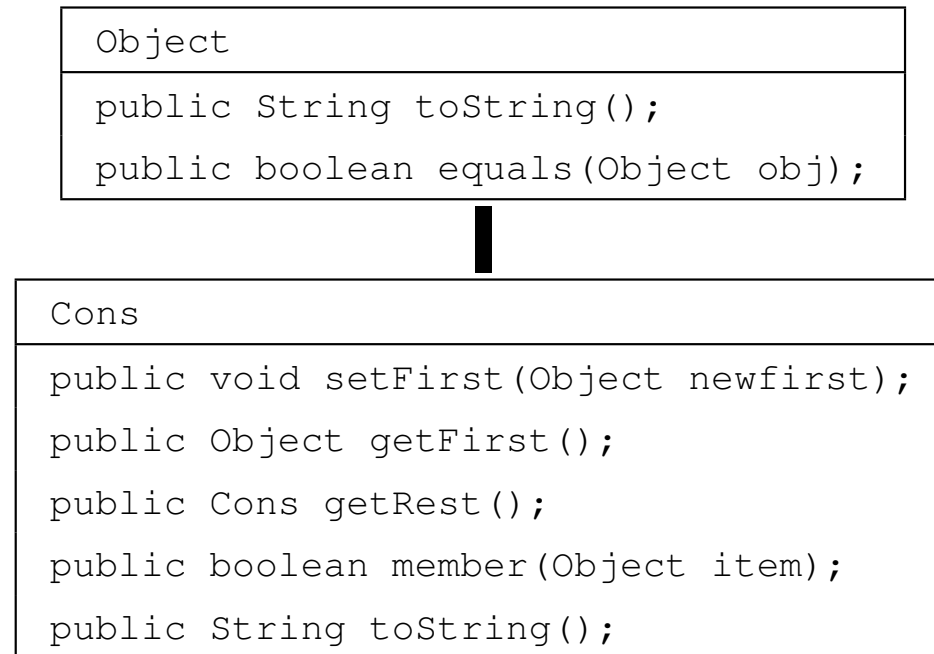 Object
public String toString();
public boolean equals(Object obj);
Cons
public void setFirst(Object newfirst);
public Object getFirst();
public Cons getRest();
public boolean member(Object item);
public String toString();